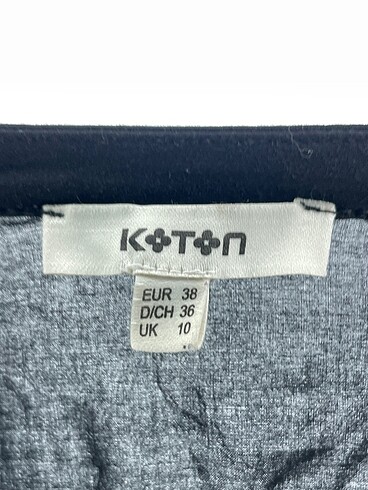 KOTON
EUR 38
D/CH 36
UK 10